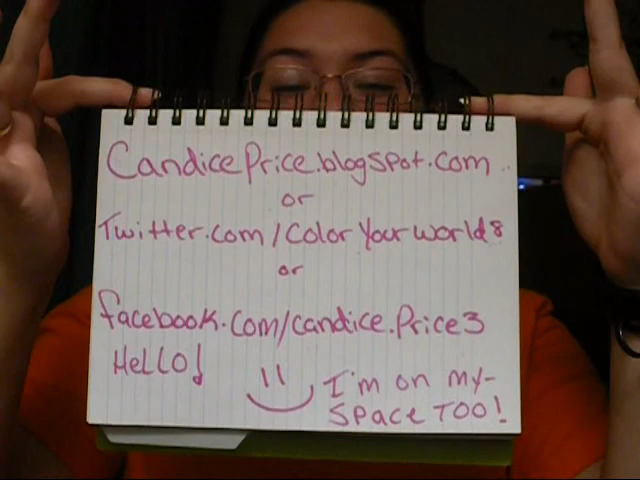 CandicePrice.blogspot.com
or
Twitter.com/ColorYourworld8
or
facebook.com/candice.Price3
HELLO!
I'm on my-
space TOO!